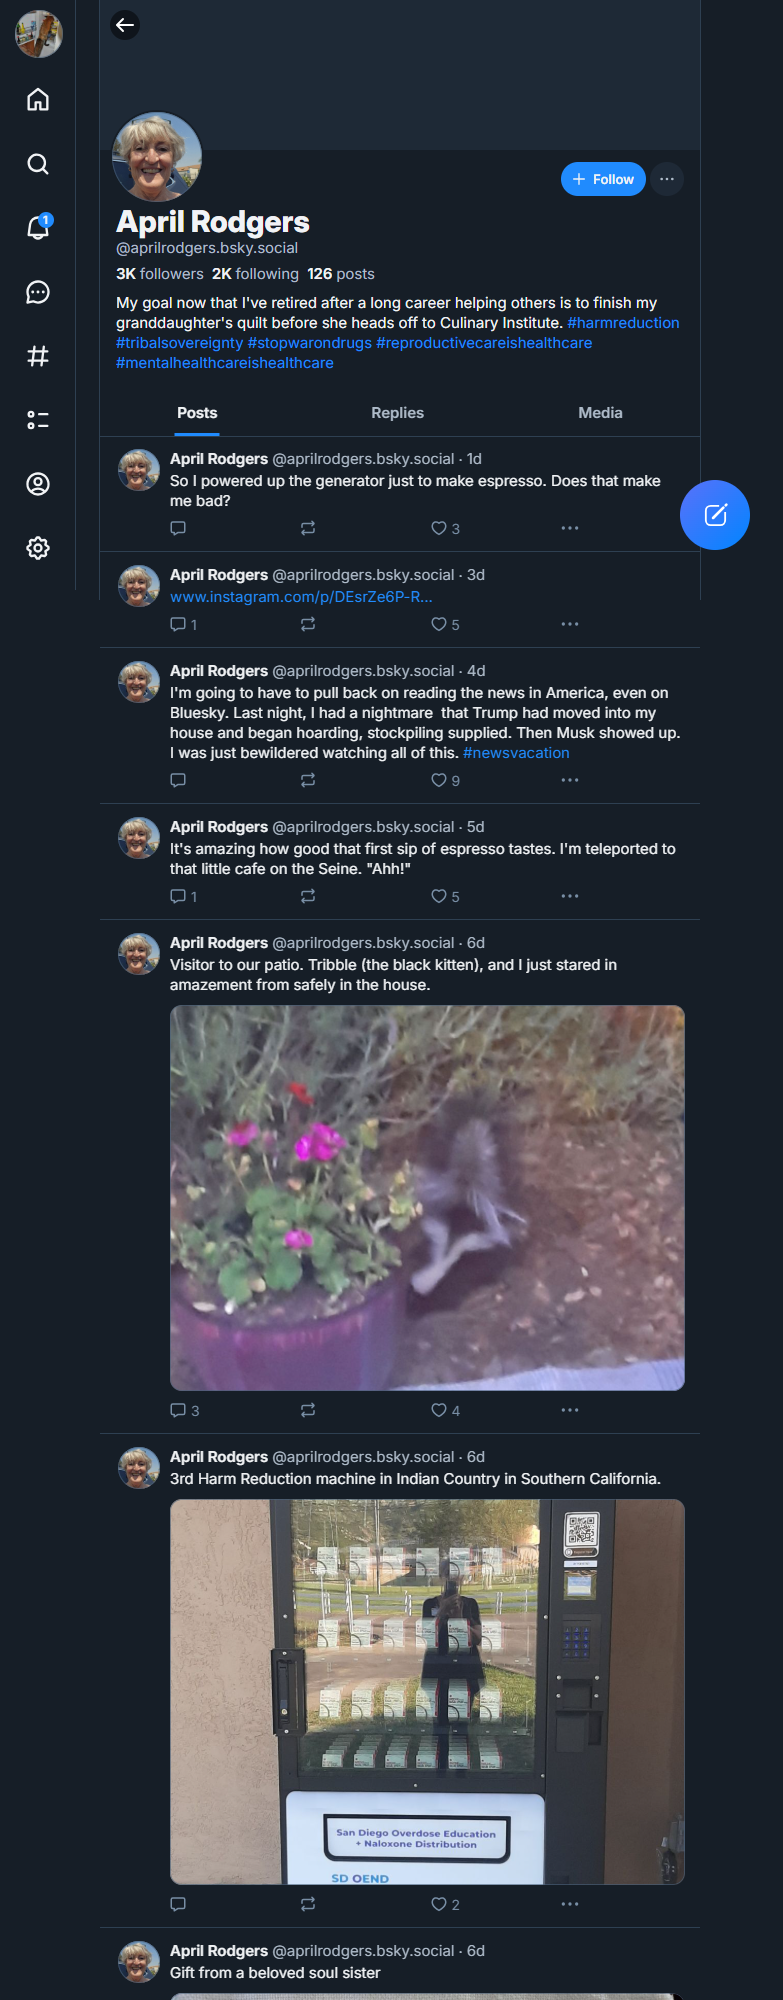 1
Follow
April Rodgers
@aprilrodgers.bsky.social
3K followers 2K following 126 posts
My goal now that I've retired after a long career helping others is to finish my
granddaughter's quilt before she heads off to Culinary Institute. #harmreduction
#tribalsovereignty #stopwarondrugs #reproductivecareishealthcare
#mentalhealthcareishealthcare
Posts Replies Media
April Rodgers @aprilrodgers.bsky.social · 1d
So I powered up the generator just to make espresso. Does that make
me bad?
3
April Rodgers @aprilrodgers.bsky.social · 3d
www.instagram.com/p/DEsrZe6P-R...
1 5
April Rodgers @aprilrodgers.bsky.social · 4d
I'm going to have to pull back on reading the news in America, even on
Bluesky. Last night, I had a nightmare  that Trump had moved into my
house and began hoarding, stockpiling supplied. Then Musk showed up.
I was just bewildered watching all of this. #newsvacation
9
April Rodgers @aprilrodgers.bsky.social · 5d
It's amazing how good that first sip of espresso tastes. I'm teleported to
that little cafe on the Seine. "Ahh!"
1 5
April Rodgers @aprilrodgers.bsky.social · 6d
Visitor to our patio. Tribble (the black kitten), and I just stared in
amazement from safely in the house.
3 4
April Rodgers @aprilrodgers.bsky.social · 6d
3rd Harm Reduction machine in Indian Country in Southern California.
San Diego Overdose Education
+ Naloxone Distribution
SD OEND
2
April Rodgers @aprilrodgers.bsky.social · 6d
Gift from a beloved soul sister